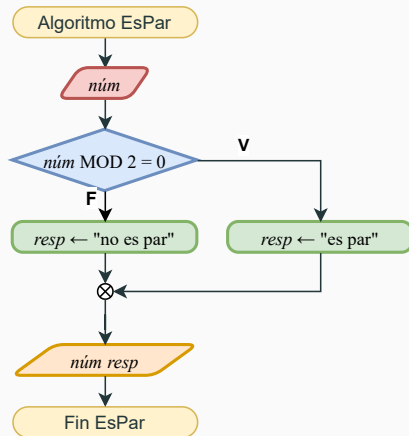 Algoritmo EsPar
núm
núm MOD 2 = 0
V
F
resp ← "no es par"
resp ← "es par"
núm resp
Fin EsPar